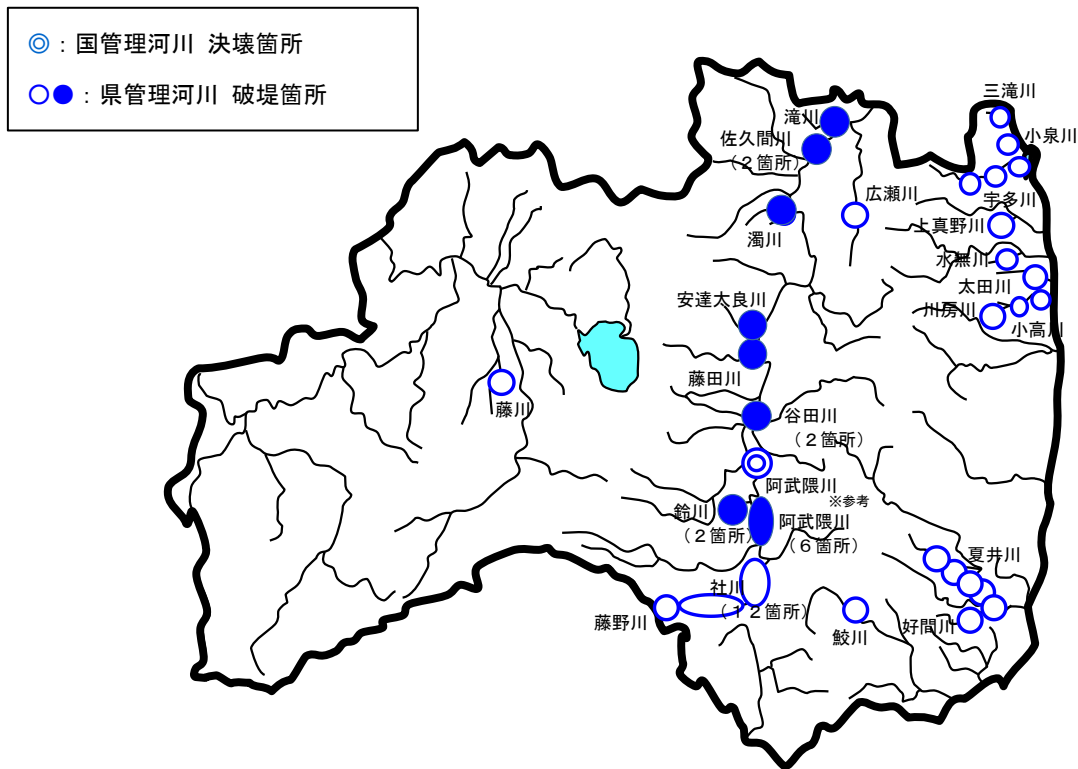 ◎：国管理河川 決壊箇所
○●：県管理河川 破堤箇所
三滝川
滝川
小泉川
佐久間川
（２箇所）
広瀬川
宇多川
上真野川
濁川
水無川
太田川
安達太良川
川房川
小高川
藤田川
藤川
谷田川
（２箇所）
阿武隈川
※参考
鈴川
（２箇所）
阿武隈川
（６箇所）
夏井川
社川
（１２箇所）
藤野川
鮫川
好間川